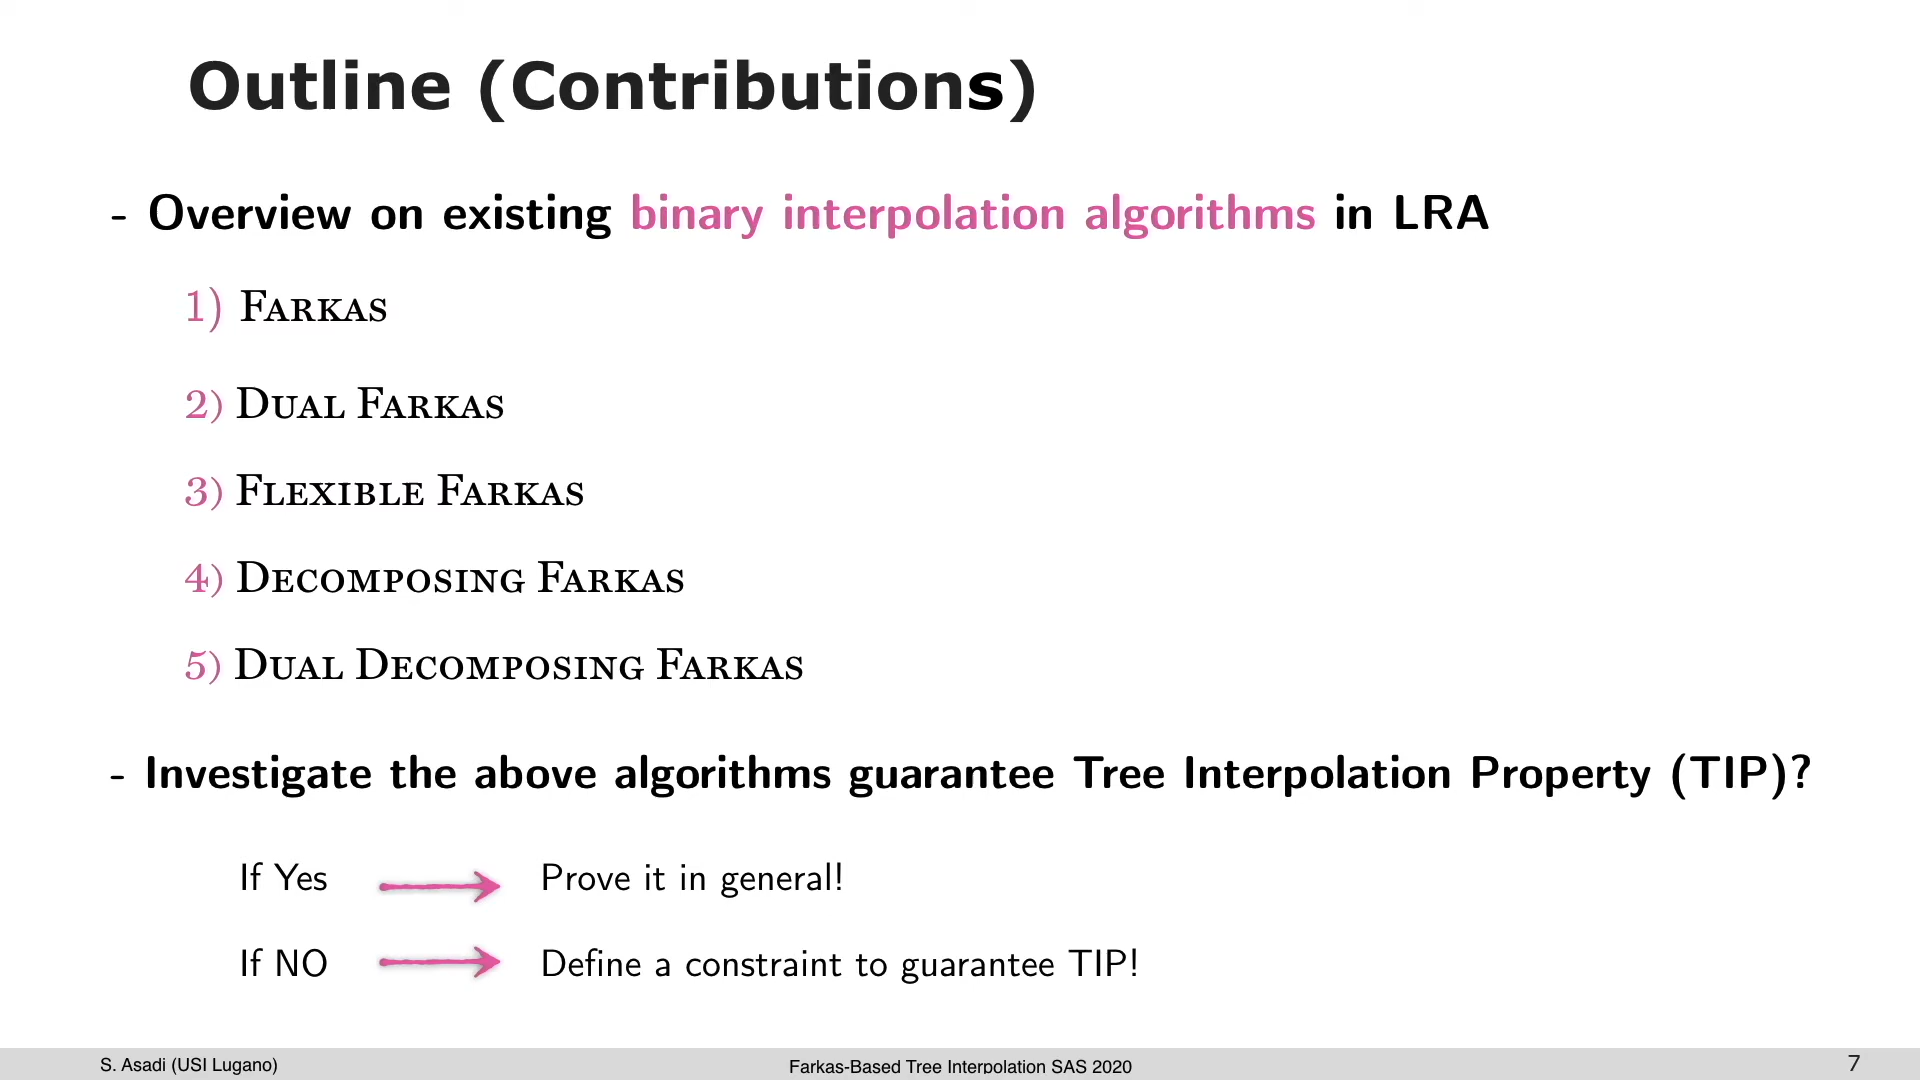 Outline (Contributions)
- Overview on existing binary interpolation algorithms in LRA
1) Farkas
2) Dual Farkas
3) Flexible Farkas
4) Decomposing Farkas
5) Dual Decomposing Farkas
- Investigate the above algorithms guarantee Tree Interpolation Property (TIP)?
If Yes Prove it in general!
If NO Define a constraint to guarantee TIP!
S. Asadi (USI Lugano) Farkas-Based Tree Interpolation SAS 2020 7